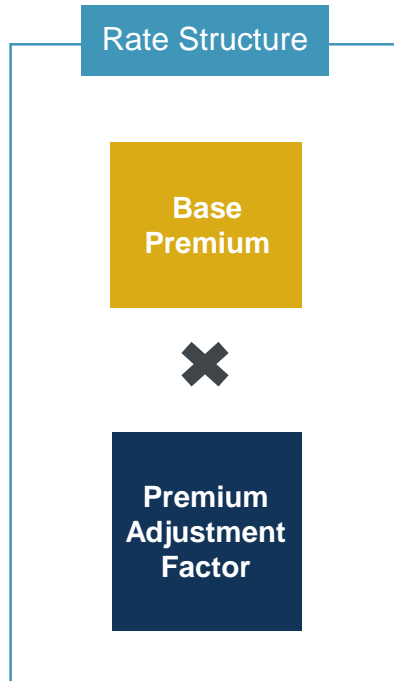 Rate Structure
Base
Premium
✖
Premium
Adjustment
Factor